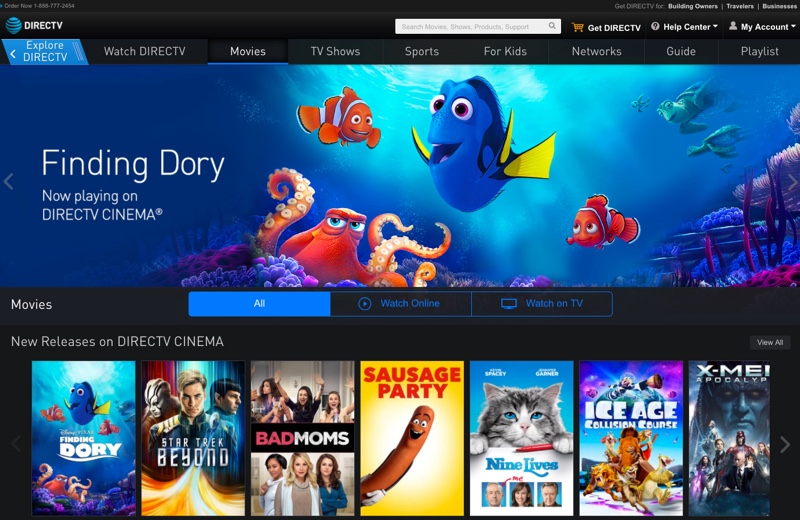 Order Now 1-888-777-2454
Get DIRECTV for: Building Owners | Travelers | Businesses
DIRECTV
Search Movies, Shows, Products, Support
Get DIRECTV
Help Center
My Account
Explore
DIRECTV
Watch DIRECTV
Movies
TV Shows
Sports
For Kids
Networks
Guide
Playlist
Finding Dory
Now playing on
DIRECTV CINEMA®
Movies
All
Watch Online
Watch on TV
New Releases on DIRECTV CINEMA
View All
Disney PIXAR
FINDING
DORY
STAR TREK
BEYOND
BAD MOMS
SAUSAGE
PARTY
KEVIN
SPACEY
JENNIFER
GARNER
Nine Lives
me
ICE AGE
COLLISION COURSE
X-MEN
APOCALYP